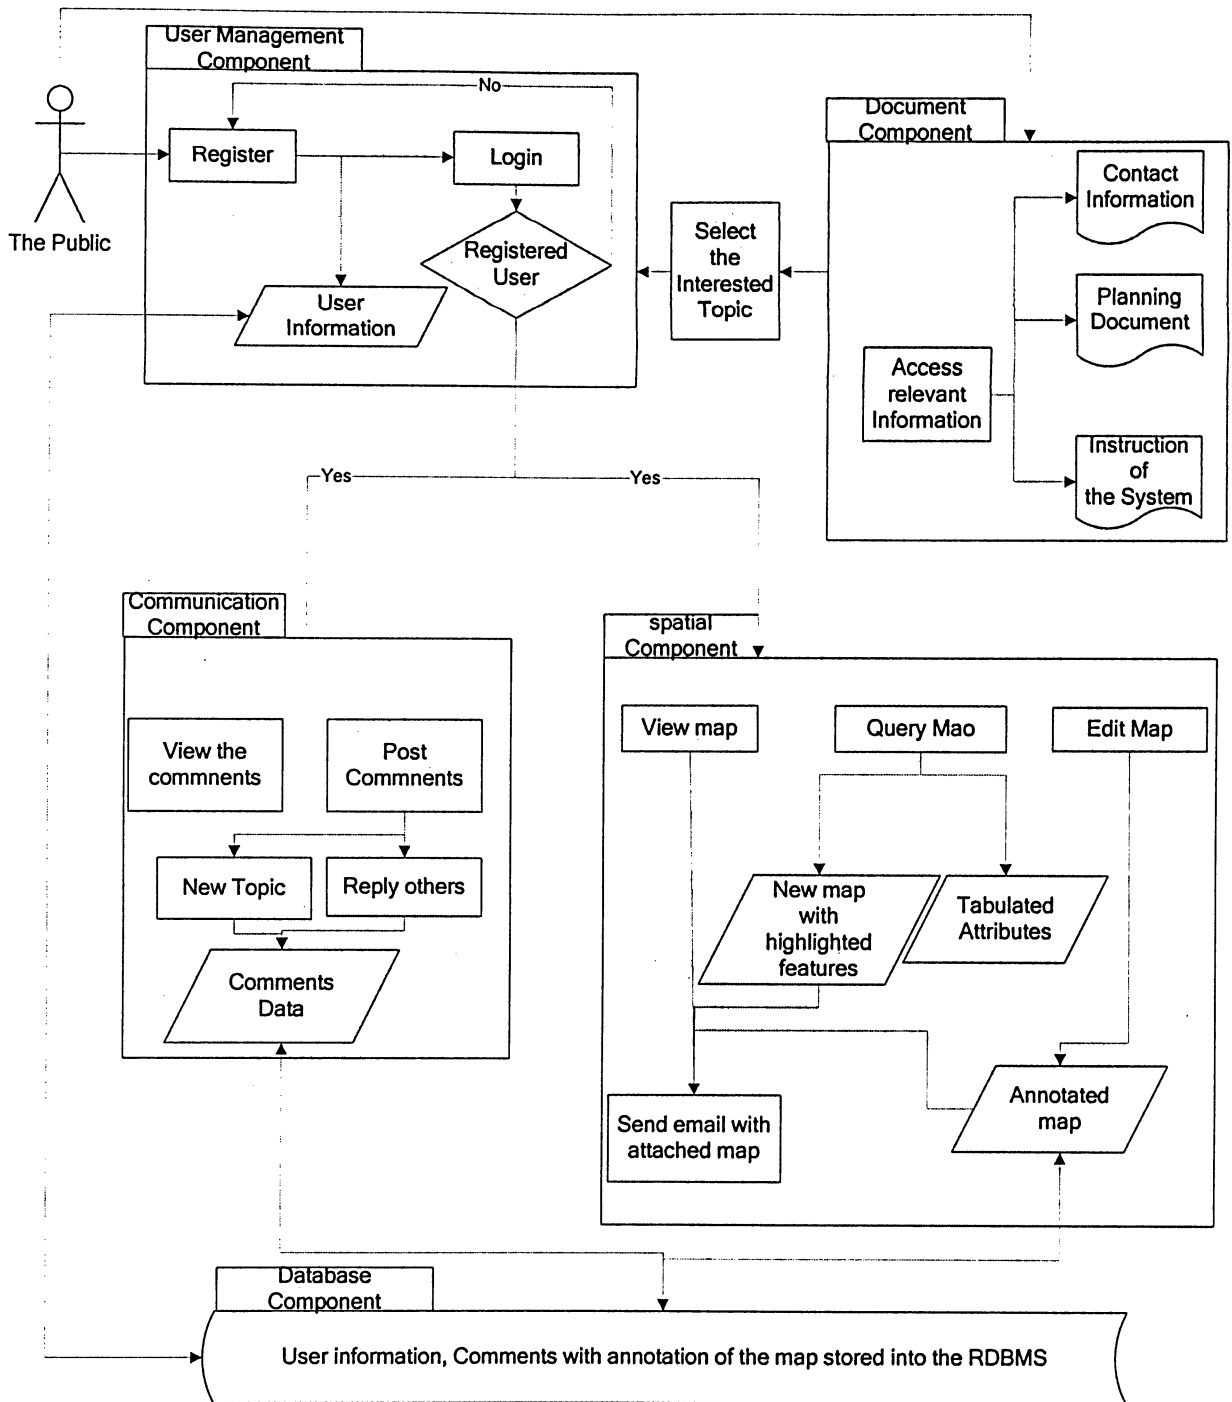 User Management
Component
No
Register
Login
The Public
Registered
User
User
Information
Select
the
Interested
Topic
Document
Component
Contact
Information
Planning
Document
Access
relevant
Information
Instruction
of
the System
Yes
Yes
Communication
Component
View the
commnents
Post
Commnents
New Topic
Reply others
Comments
Data
spatial
Component
View map
Query Mao
Edit Map
New map
with
highlighted
features
Tabulated
Attributes
Send email with
attached map
Annotated
map
Database
Component
User information, Comments with annotation of the map stored into the RDBMS